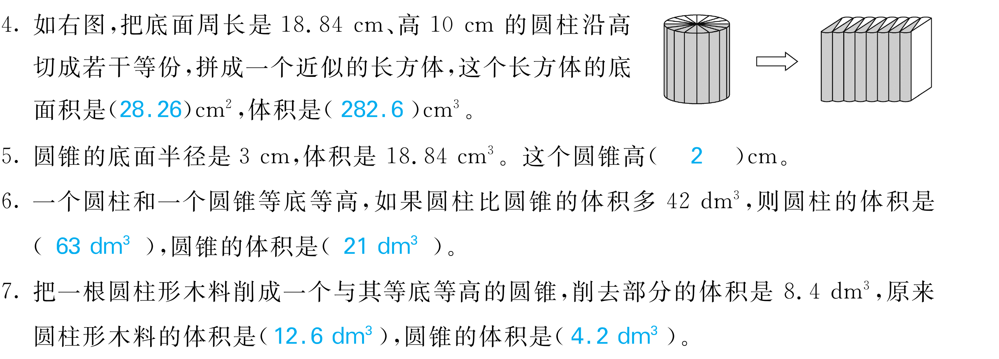 4. 如右图,把底面周长是 18.84 cm、高 10 cm 的圆柱沿高
切成若干等份,拼成一个近似的长方体,这个长方体的底
面积是(28.26)cm²,体积是( 282.6 )cm³。
5. 圆锥的底面半径是 3 cm,体积是 18.84 cm³。这个圆锥高( 2 )cm。
6. 一个圆柱和一个圆锥等底等高,如果圆柱比圆锥的体积多 42 dm³,则圆柱的体积是
( 63 dm³ ),圆锥的体积是( 21 dm³ )。
7. 把一根圆柱形木料削成一个与其等底等高的圆锥,削去部分的体积是 8.4 dm³,原来
圆柱形木料的体积是( 12.6 dm³ ),圆锥的体积是( 4.2 dm³ )。